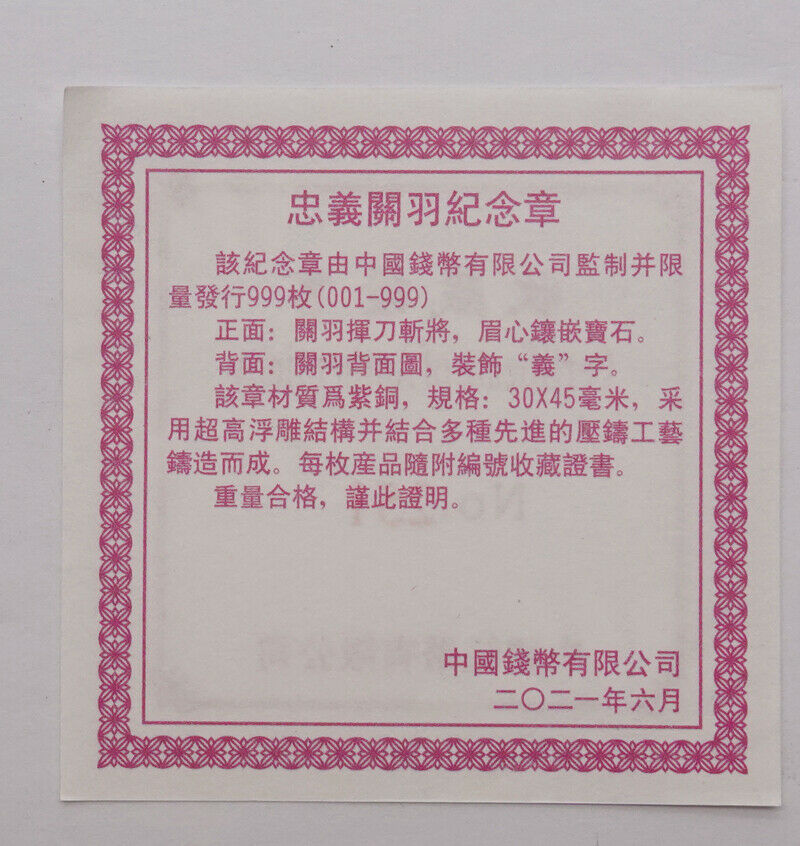 忠義關羽紀念章
該紀念章由中國錢幣有限公司監制并限
量發行999枚(001-999)
正面：關羽揮刀斬將，眉心鑲嵌寶石。
背面：關羽背面圖，裝飾“義”字。
該章材質爲紫銅，規格：30X45毫米，采
用超高浮雕結構并結合多種先進的壓鑄工藝
鑄造而成。每枚産品隨附編號收藏證書。
重量合格，謹此證明。
中國錢幣有限公司
二〇二一年六月